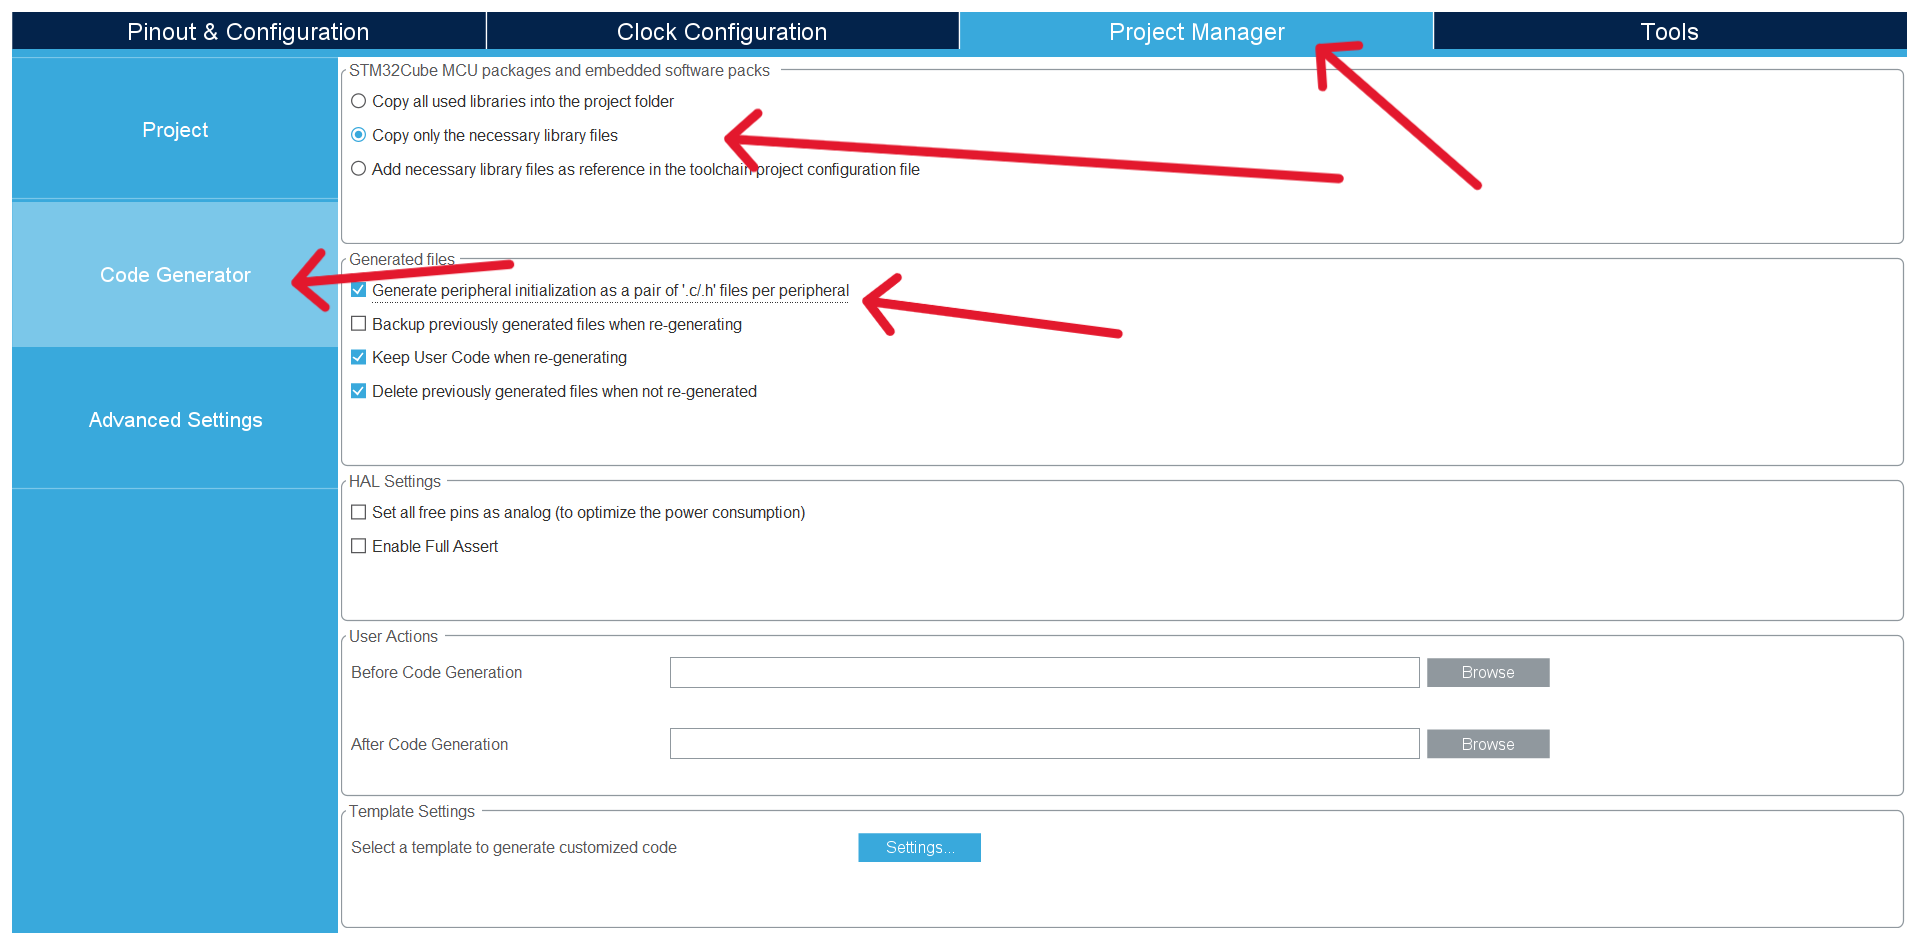 Pinout & Configuration
Clock Configuration
Project Manager
Tools
Project
Code Generator
Advanced Settings
STM32Cube MCU packages and embedded software packs
Copy all used libraries into the project folder
Copy only the necessary library files
Add necessary library files as reference in the toolchain project configuration file
Generated files
Generate peripheral initialization as a pair of '.c/.h' files per peripheral
Backup previously generated files when re-generating
Keep User Code when re-generating
Delete previously generated files when not re-generated
HAL Settings
Set all free pins as analog (to optimize the power consumption)
Enable Full Assert
User Actions
Before Code Generation
Browse
After Code Generation
Browse
Template Settings
Select a template to generate customized code
Settings...